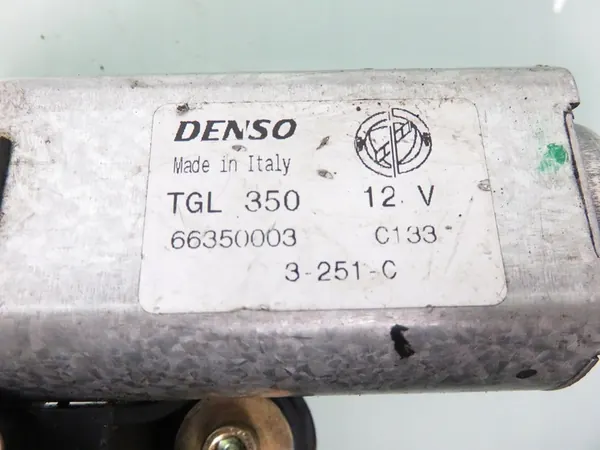 DENSO
Made in Italy
TGL 350 12 V
66350003 C133
3-251-C